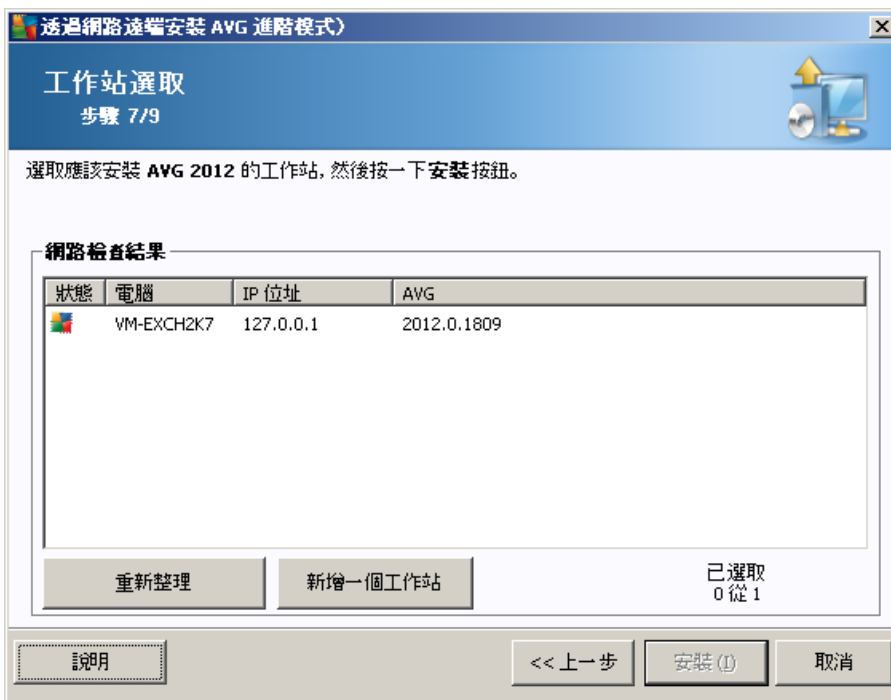 透過網路遠端安裝 AVG 進階模式)
工作站選取
步驟 7/9
選取應該安裝 AVG 2012 的工作站, 然後按一下安裝按鈕。
網路檢查結果
狀態 電腦 IP 位址 AVG
VM-EXCH2K7 127.0.0.1 2012.0.1809
重新整理 新增一個工作站 已選取
0 從 1
說明 << 上一步 安裝(I) 取消